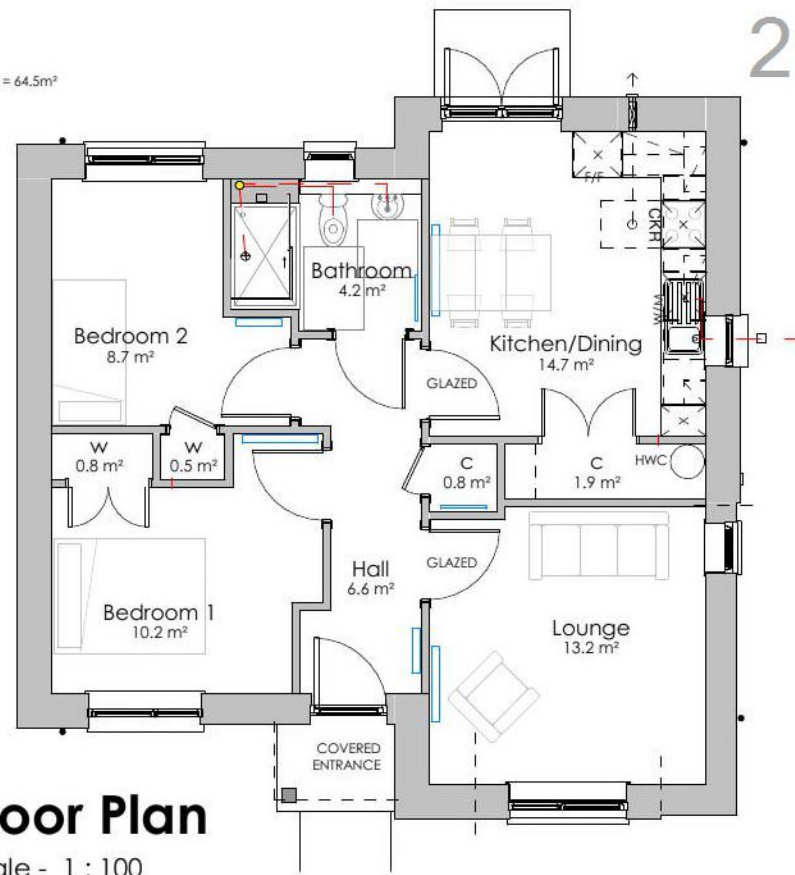 2
= 64.5m²
F/F
CKR
W/M
Bathroom
4.2 m²
Bedroom 2
8.7 m²
Kitchen/Dining
14.7 m²
GLAZED
W
0.8 m²
W
0.5 m²
C
0.8 m²
C
1.9 m²
HWC
Hall
6.6 m²
GLAZED
Bedroom 1
10.2 m²
Lounge
13.2 m²
COVERED
ENTRANCE
oor Plan
ale - 1 : 100